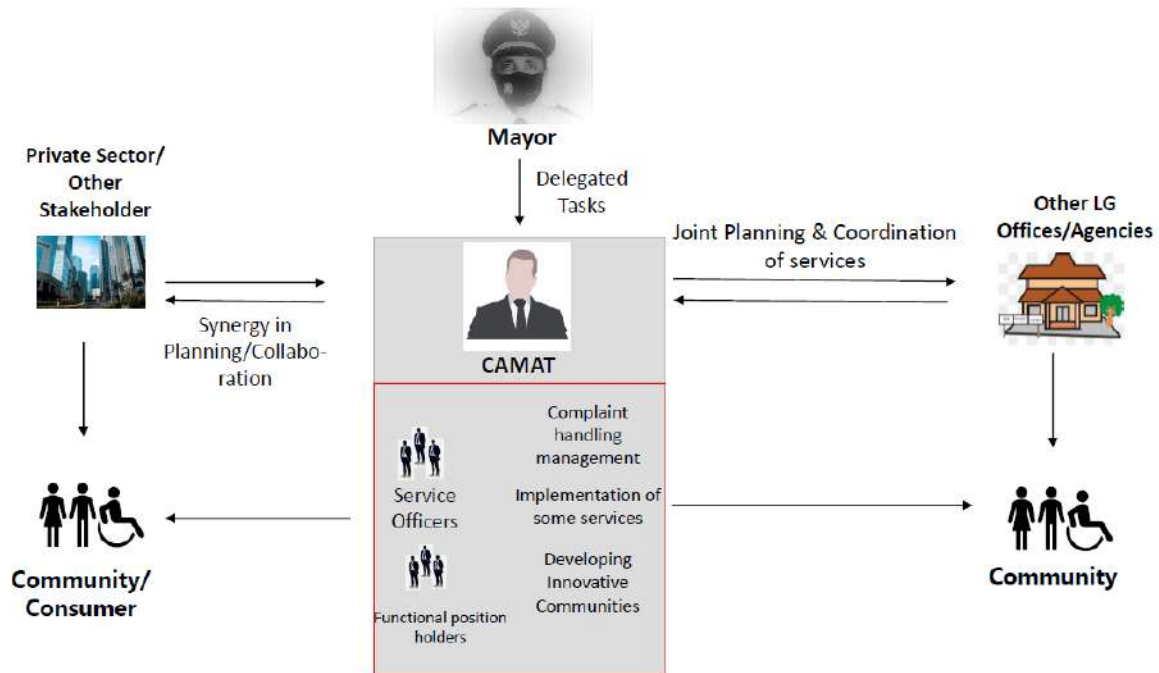 Mayor
Delegated
Tasks
Private Sector/
Other
Stakeholder
Synergy in
Planning/Collabo-
ration
Joint Planning & Coordination
of services
Other LG
Offices/Agencies
CAMAT
Service
Officers
Functional position
holders
Complaint
handling
management
Implementation of
some services
Developing
Innovative
Communities
Community/
Consumer
Community